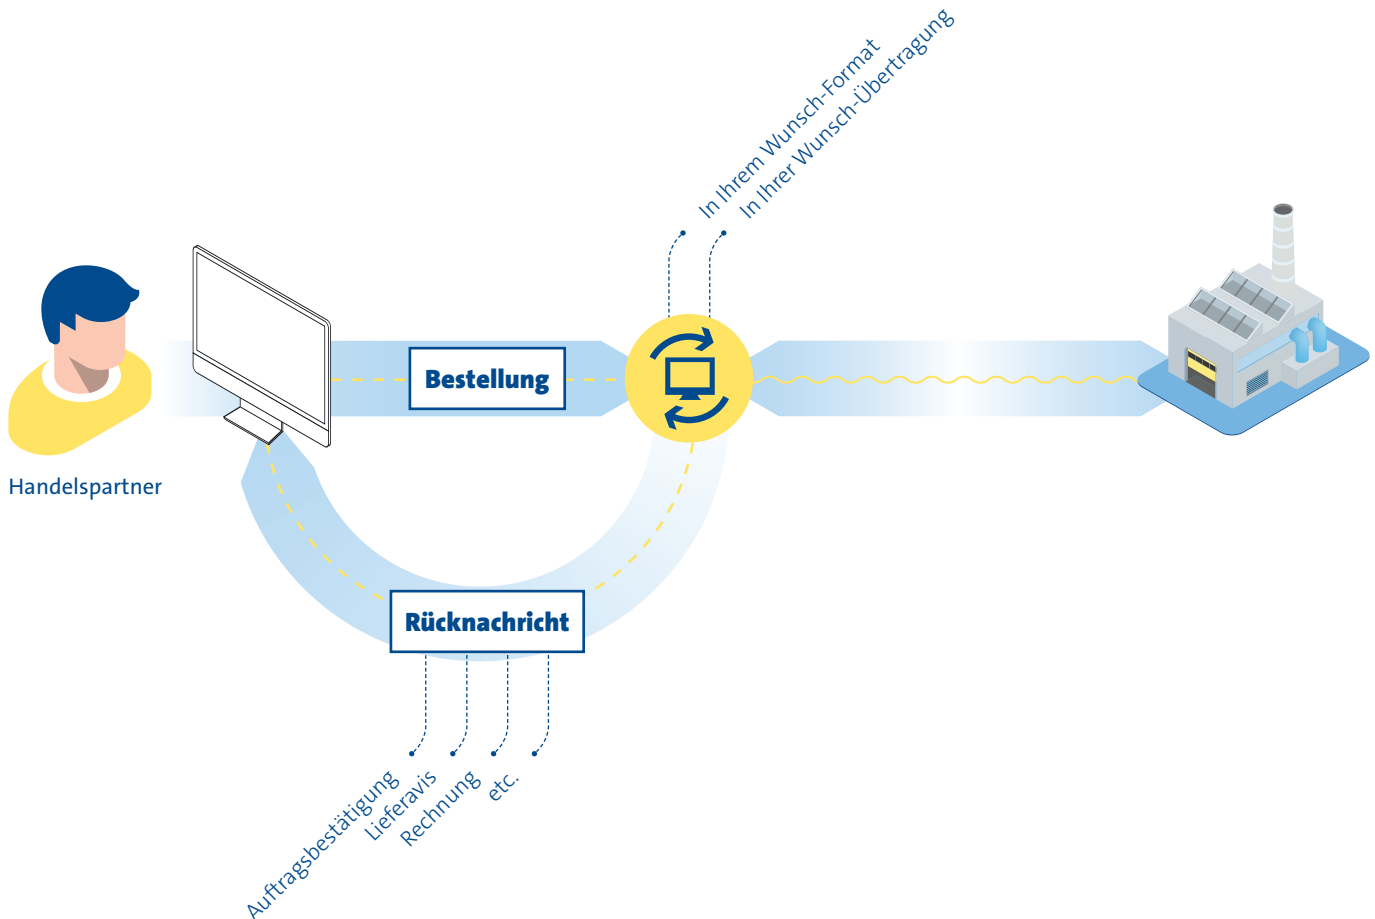 In Ihrem Wunsch-Format
In Ihrer Wunsch-Übertragung
Bestellung
Handelspartner
Rücknachricht
Auftragsbestätigung
Lieferavis
Rechnung
etc.